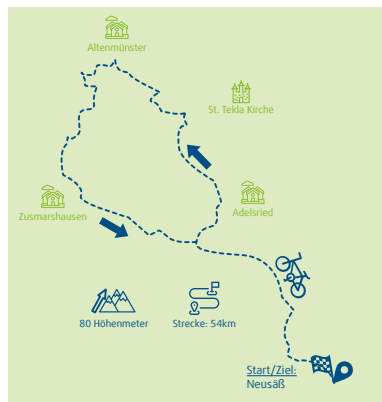 Altenmünster
St. Tekla Kirche
Zusmarshausen
Adelsried
80 Höhenmeter
Strecke: 54km
Start/Ziel:
Neusäß